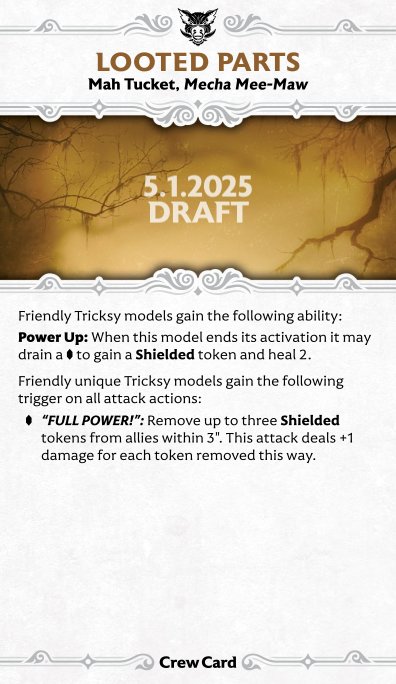 LOOTED PARTS
Mah Tucket, Mecha Mee-Maw
5.1.2025
DRAFT
Friendly Tricksy models gain the following ability:
Power Up: When this model ends its activation it may
drain a to gain a Shielded token and heal 2.
Friendly unique Tricksy models gain the following
trigger on all attack actions:
“FULL POWER!”: Remove up to three Shielded
tokens from allies within 3". This attack deals +1
damage for each token removed this way.
Crew Card